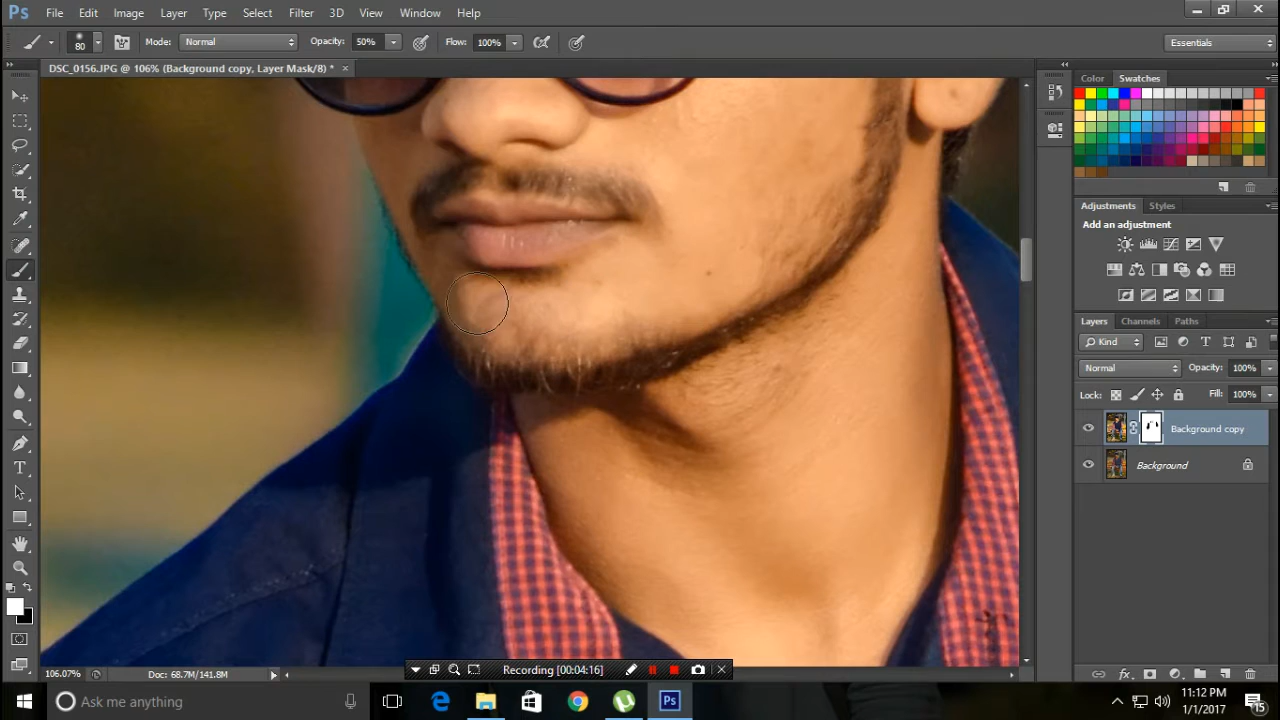 Ps File Edit Image Layer Type Select Filter 3D View Window Help
80 Mode: Normal Opacity: 50% Flow: 100% Essentials
DSC_0156.JPG @ 106% (Background copy, Layer Mask/8) * ×
Color Swatches
Adjustments Styles
Add an adjustment
Layers Channels Paths
Kind
Normal Opacity: 100%
Lock: Fill: 100%
Background copy
Background
106.07% Doc: 68.7M/141.8M
Recording [00:04:16]
Ask me anything
Ps
11:12 PM
1/1/2017
15